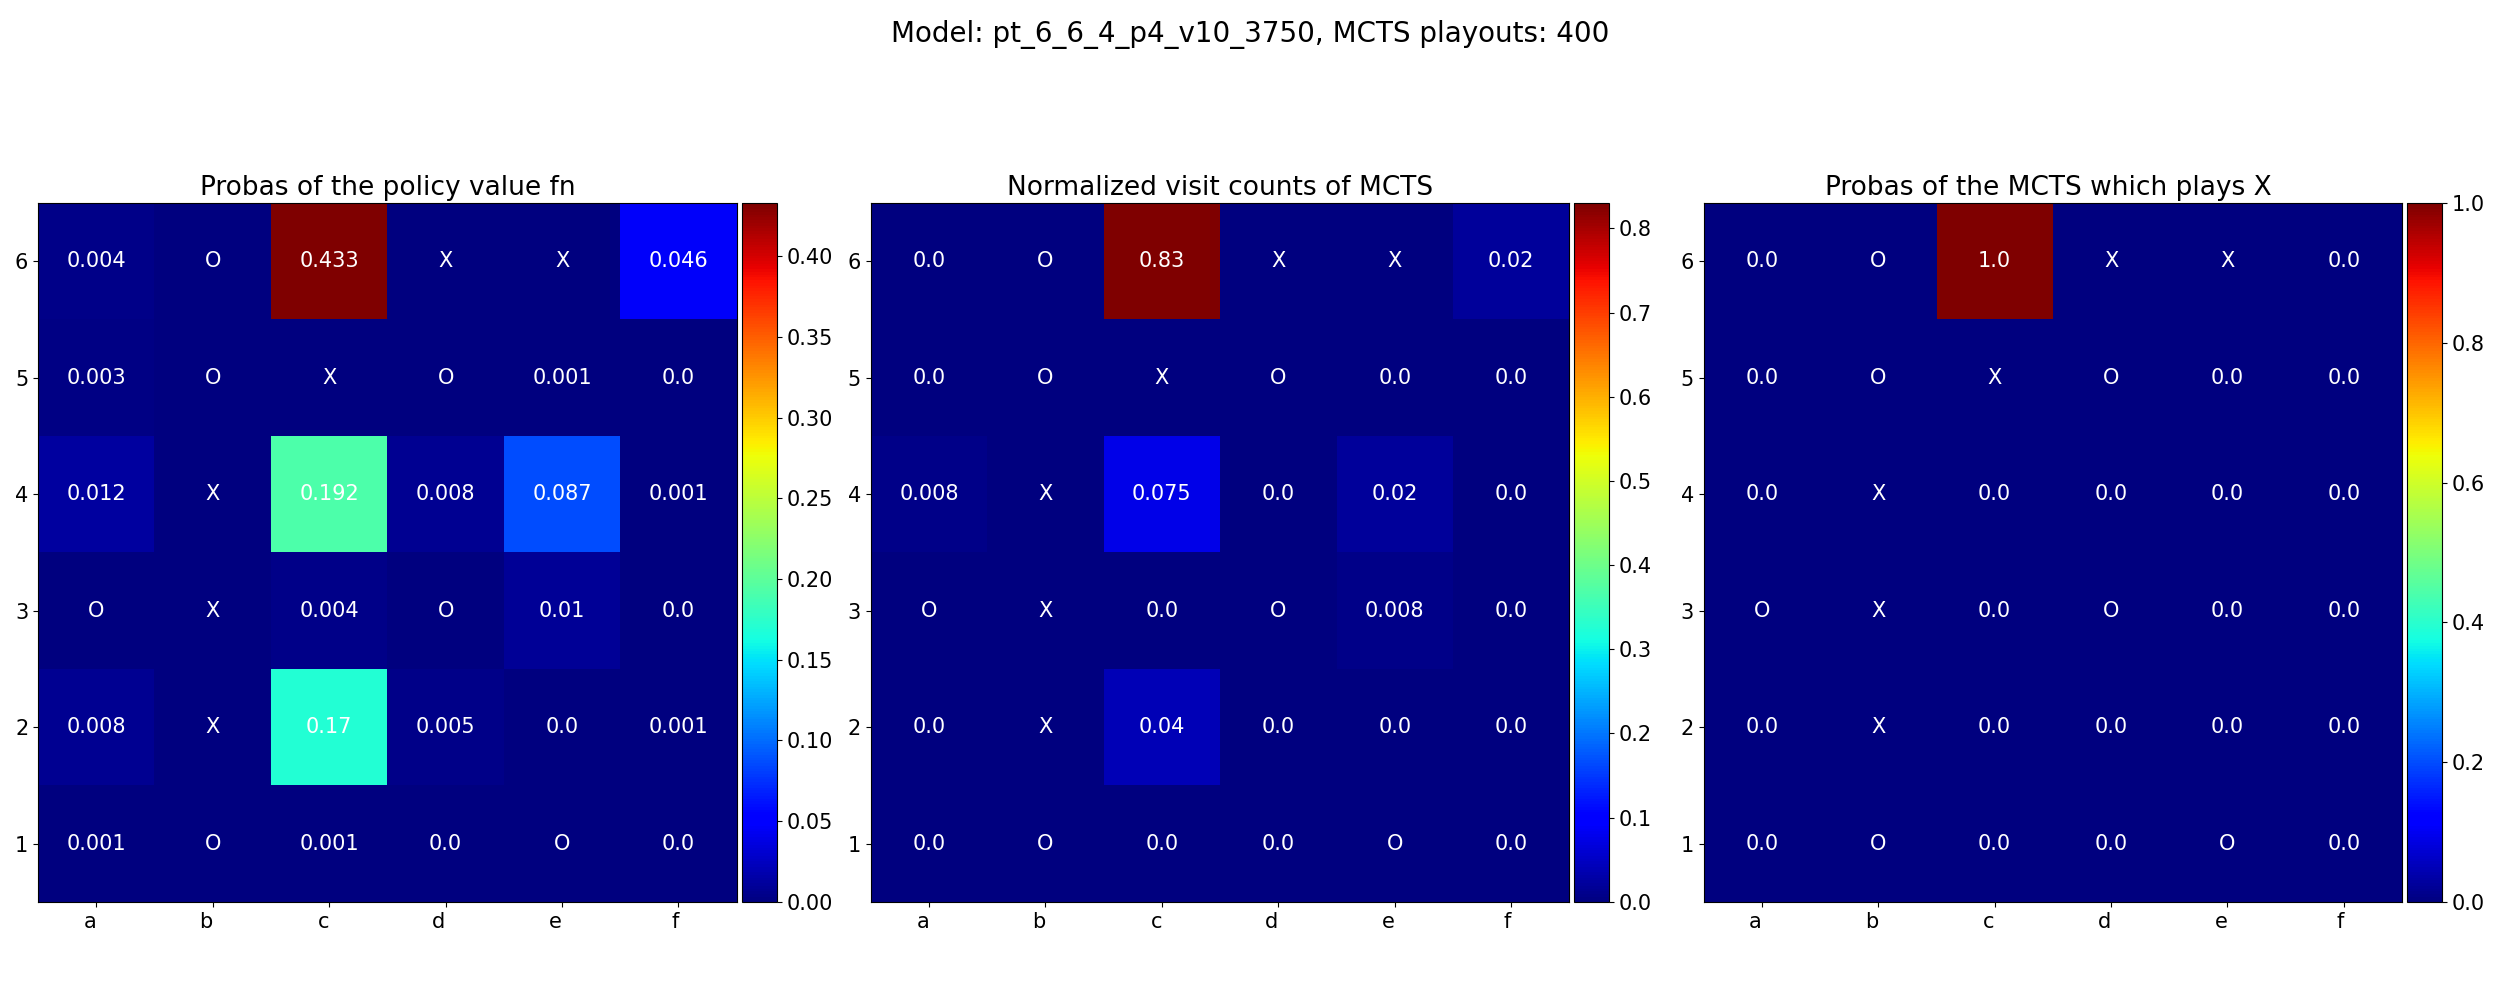 Model: pt_6_6_4_p4_v10_3750, MCTS playouts: 400
Probas of the policy value fn
6 0.004 O 0.433 X X 0.046
5 0.003 O X O 0.001 0.0
4 0.012 X 0.192 0.008 0.087 0.001
3 O X 0.004 O 0.01 0.0
2 0.008 X 0.17 0.005 0.0 0.001
1 0.001 O 0.001 0.0 O 0.0
a b c d e f
0.40
0.35
0.30
0.25
0.20
0.15
0.10
0.05
0.00
Normalized visit counts of MCTS
6 0.0 O 0.83 X X 0.02
5 0.0 O X O 0.0 0.0
4 0.008 X 0.075 0.0 0.02 0.0
3 O X 0.0 O 0.008 0.0
2 0.0 X 0.04 0.0 0.0 0.0
1 0.0 O 0.0 0.0 O 0.0
a b c d e f
0.8
0.7
0.6
0.5
0.4
0.3
0.2
0.1
0.0
Probas of the MCTS which plays X
6 0.0 O 1.0 X X 0.0
5 0.0 O X O 0.0 0.0
4 0.0 X 0.0 0.0 0.0 0.0
3 O X 0.0 O 0.0 0.0
2 0.0 X 0.0 0.0 0.0 0.0
1 0.0 O 0.0 0.0 O 0.0
a b c d e f
1.0
0.8
0.6
0.4
0.2
0.0